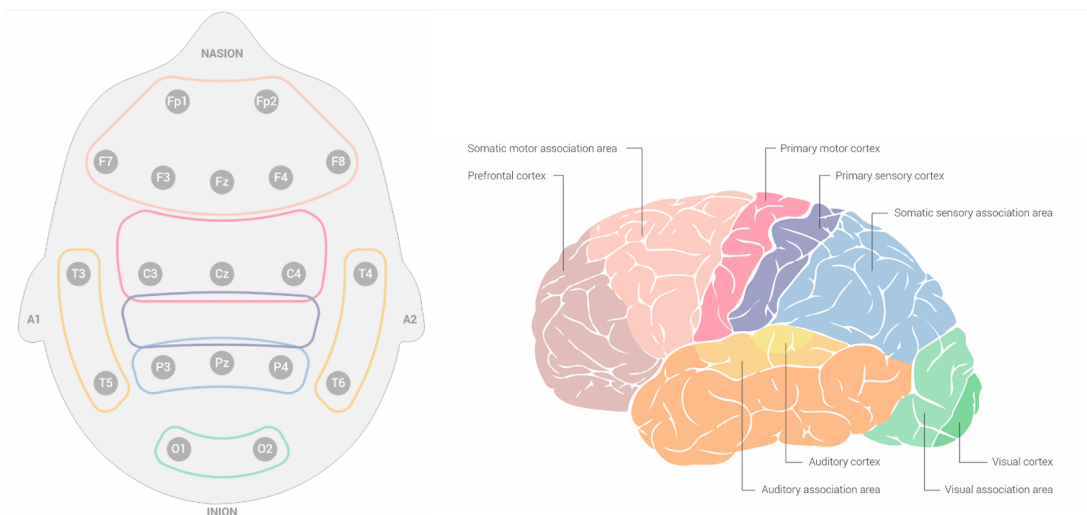 NASION
Fp1 Fp2
F7 F3 Fz F4 F8
T3 C3 Cz C4 T4
A1 A2
T5 P3 Pz P4 T6
O1 O2
INION
Somatic motor association area
Prefrontal cortex
Primary motor cortex
Primary sensory cortex
Somatic sensory association area
Auditory cortex
Auditory association area
Visual cortex
Visual association area